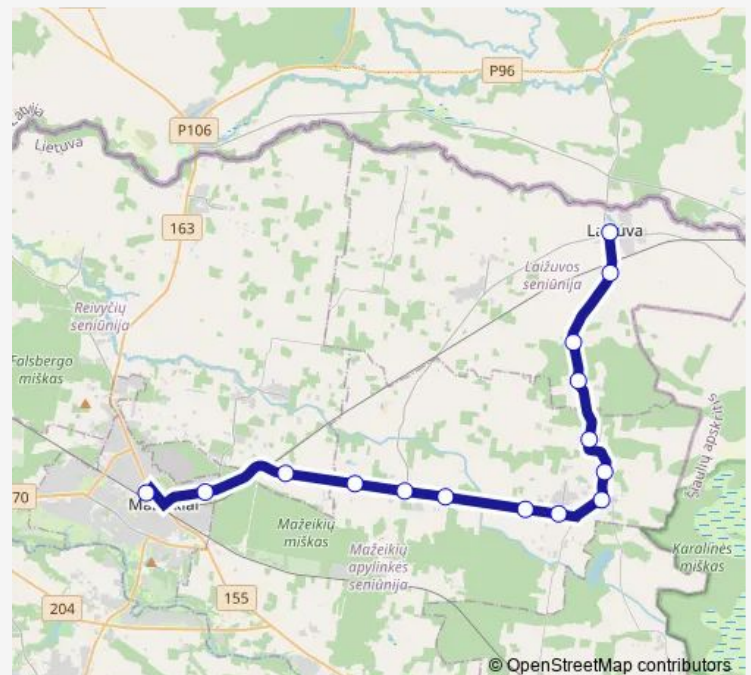 P96
P106
Latvija
Lietuva
163
Laižuvos
seniūnija
Reivyčių
seniūnija
Falsbergo
miškas
Šiaulių apskritis
70
Mažeikių
miškas
Mažeikių
apylinkės
seniūnija
Karalinės
miškas
204
155
© OpenStreetMap contributors